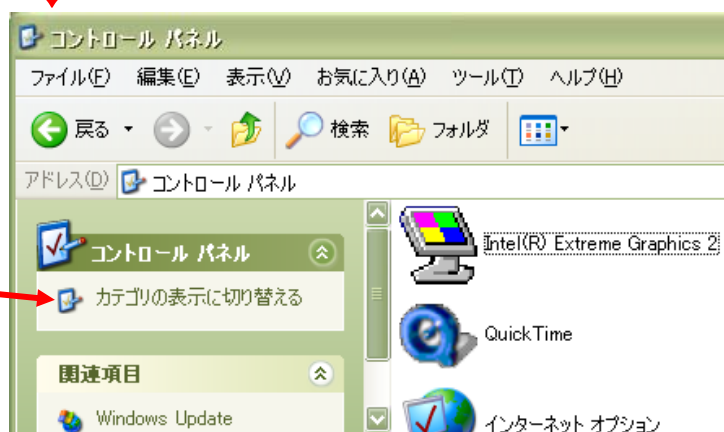 コントロール パネル
ファイル(F) 編集(E) 表示(V) お気に入り(A) ツール(T) ヘルプ(H)
戻る 検索 フォルダ
アドレス(D) コントロール パネル
コントロール パネル
カテゴリの表示に切り替える
関連項目
Windows Update
Intel(R) Extreme Graphics 2
QuickTime
インターネット オプション